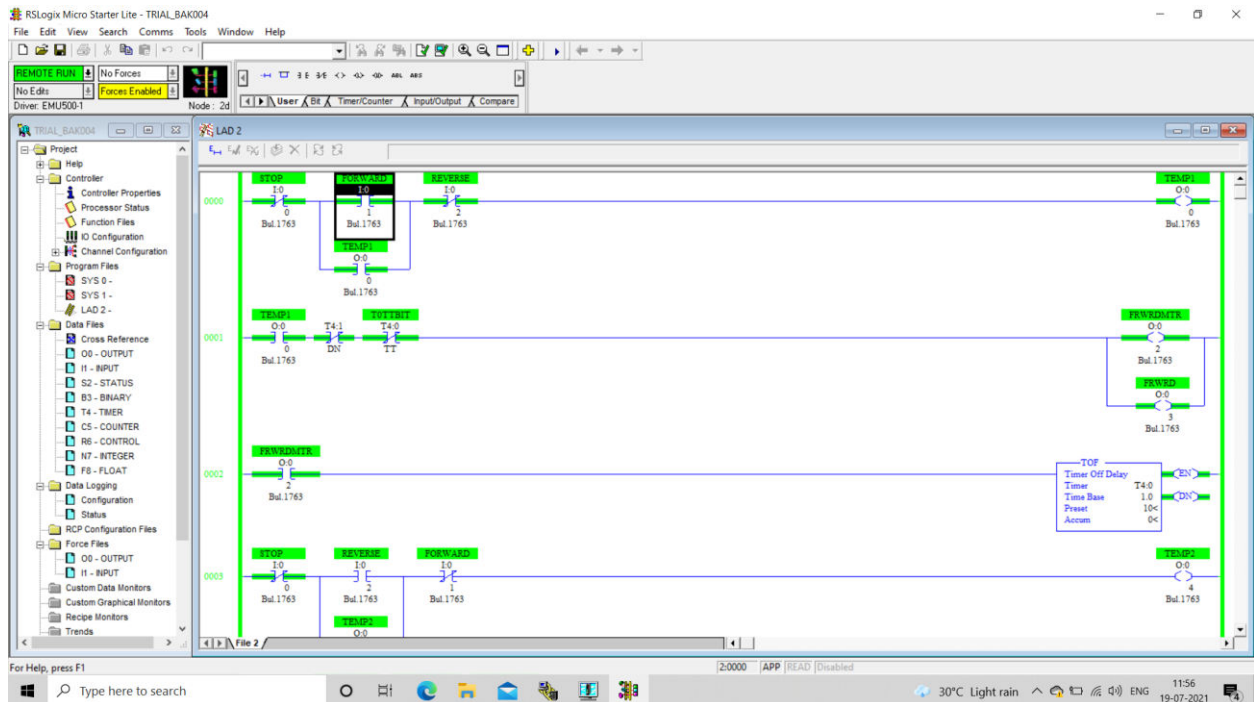 RSLogix Micro Starter Lite - TRIAL_BAK004
File Edit View Search Comms Tools Window Help
REMOTE RUN No Forces
No Edits Forces Enabled
Driver: EMU500-1 Node : 2d
ABL ABS
User Bit Timer/Counter Input/Output Compare
TRIAL_BAK004
Project
Help
Controller
Controller Properties
Processor Status
Function Files
IO Configuration
Channel Configuration
Program Files
SYS 0 -
SYS 1 -
LAD 2 -
Data Files
Cross Reference
O0 - OUTPUT
I1 - INPUT
S2 - STATUS
B3 - BINARY
T4 - TIMER
C5 - COUNTER
R6 - CONTROL
N7 - INTEGER
F8 - FLOAT
Data Logging
Configuration
Status
RCP Configuration Files
Force Files
O0 - OUTPUT
I1 - INPUT
Custom Data Monitors
Custom Graphical Monitors
Recipe Monitors
Trends
LAD 2
STOP FORWARD REVERSE TEMP1
I:0 I:0 I:0 O:0
0000
0 1 2 0
Bul.1763 Bul.1763 Bul.1763 Bul.1763
TEMP1
O:0
0
Bul.1763
TEMP1 T0TTBIT FRWRDMTR
O:0 T4:1 T4:0 O:0
0001
0 DN TT 2
Bul.1763 Bul.1763
FRWRD
O:0
3
Bul.1763
FRWRDMTR
O:0
0002
2
Bul.1763
TOF
Timer Off Delay EN
Timer T4:0
Time Base 1.0 DN
Preset 10<
Accum 0<
STOP REVERSE FORWARD TEMP2
I:0 I:0 I:0 O:0
0003
0 2 1 4
Bul.1763 Bul.1763 Bul.1763 Bul.1763
TEMP2
O:0
File 2
For Help, press F1 2:0000 APP READ Disabled
Type here to search 30°C Light rain ENG 11:56
19-07-2021
4